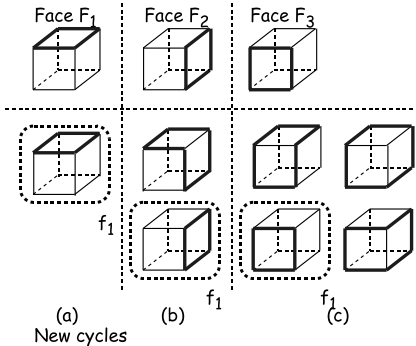 Face F1 Face F2 Face F3
f1
f1 f1
(a) (b) (c)
New cycles